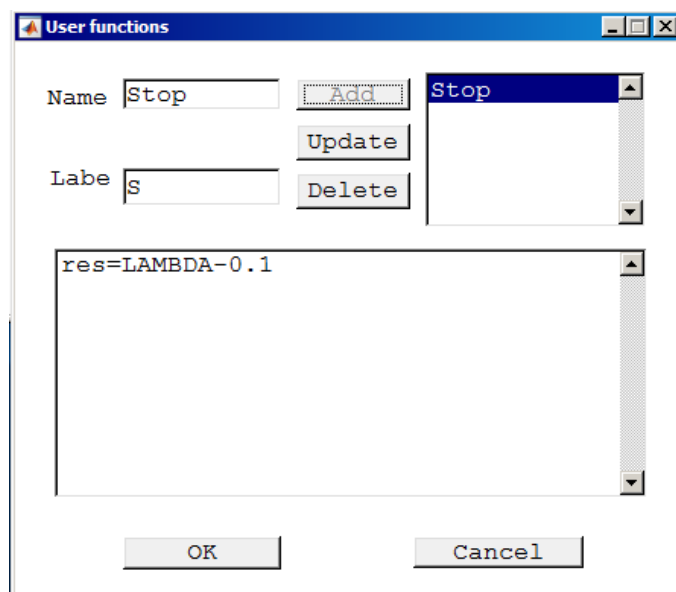 User functions
Name Stop Add Stop
Update
Labe S Delete
res=LAMBDA-0.1
OK Cancel